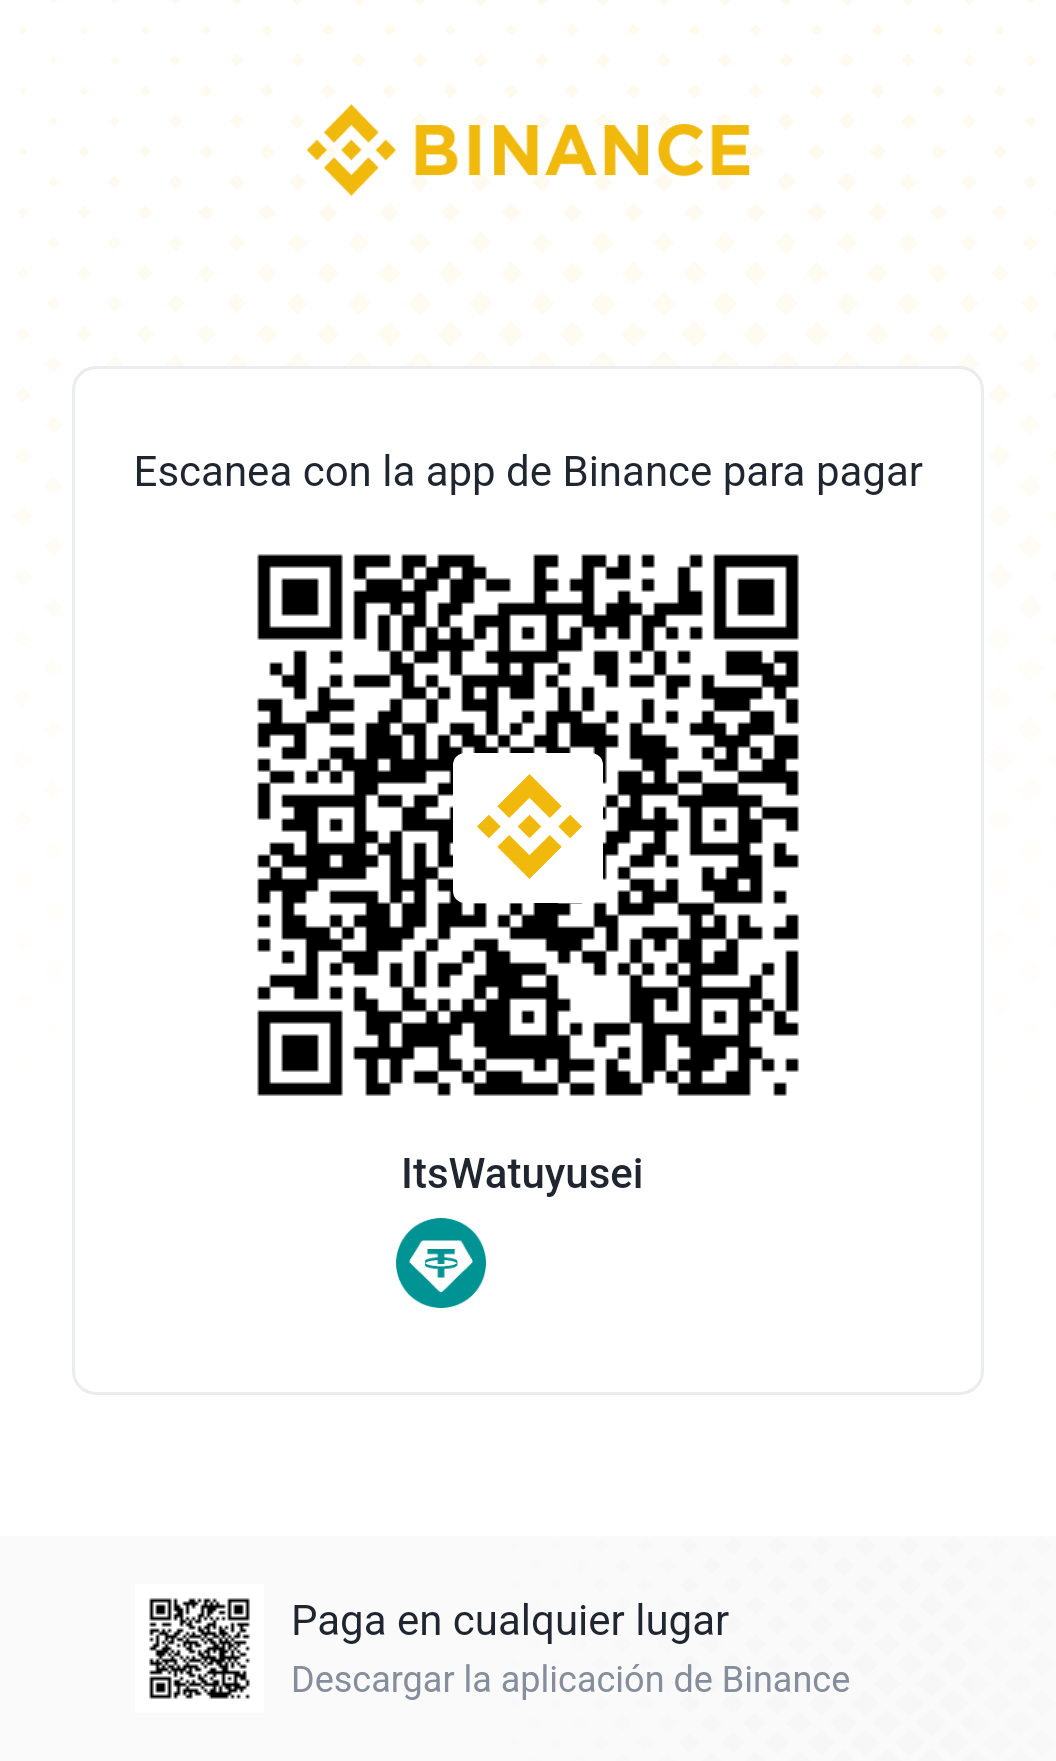 BINANCE
Escanea con la app de Binance para pagar
ItsWatuyusei
Paga en cualquier lugar
Descargar la aplicación de Binance